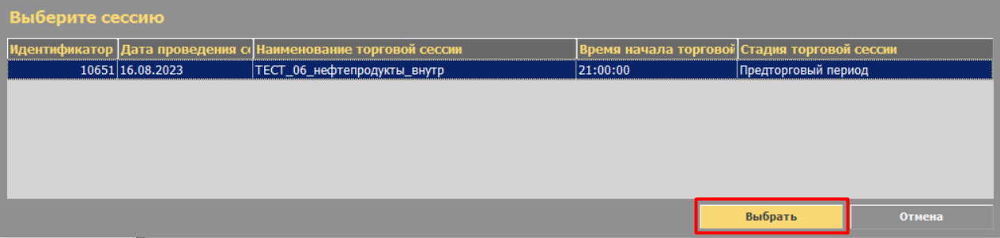 Выберите сессию
Идентификатор Дата проведения се Наименование торговой сессии Время начала торговой Стадия торговой сессии
10651 16.08.2023 ТЕСТ_06_нефтепродукты_внутр 21:00:00 Предторговый период
Выбрать Отмена